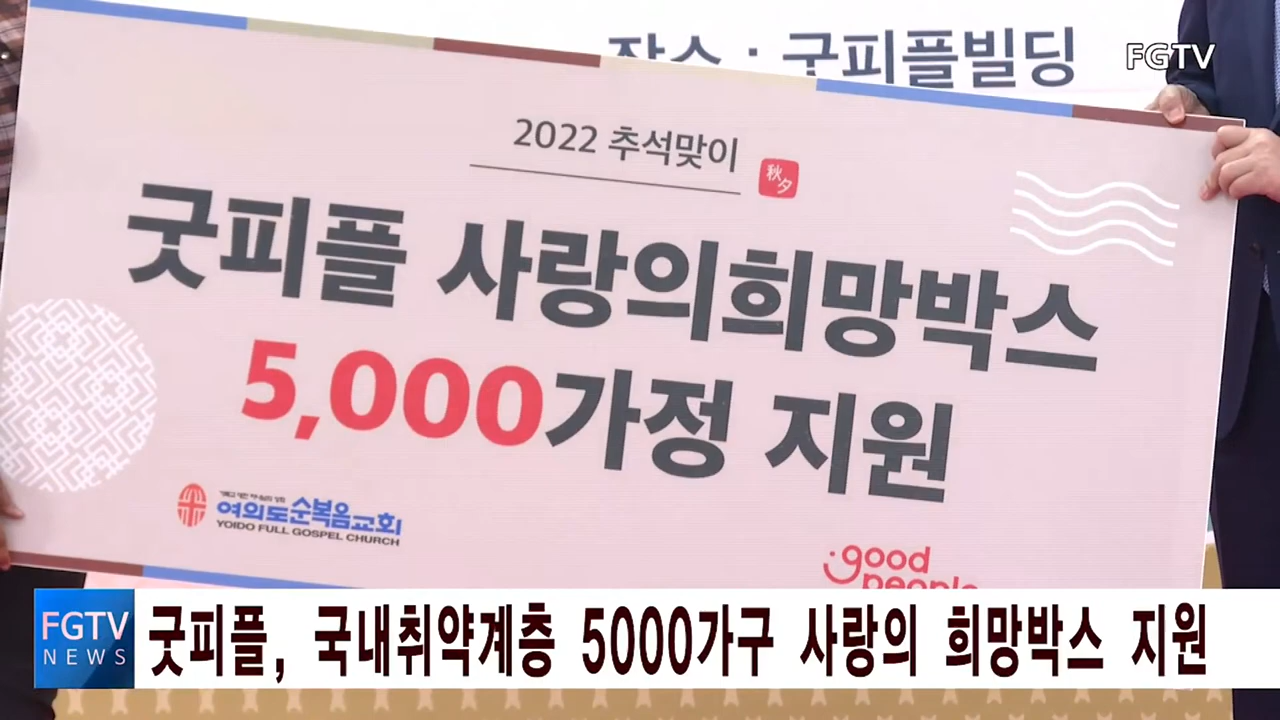 장소 : 굿피플빌딩
FGTV
2022 추석맞이
秋夕
굿피플 사랑의희망박스
5,000가정 지원
여의도순복음교회
YOIDO FULL GOSPEL CHURCH
good
people
FGTV
NEWS
굿피플, 국내취약계층 5000가구 사랑의 희망박스 지원